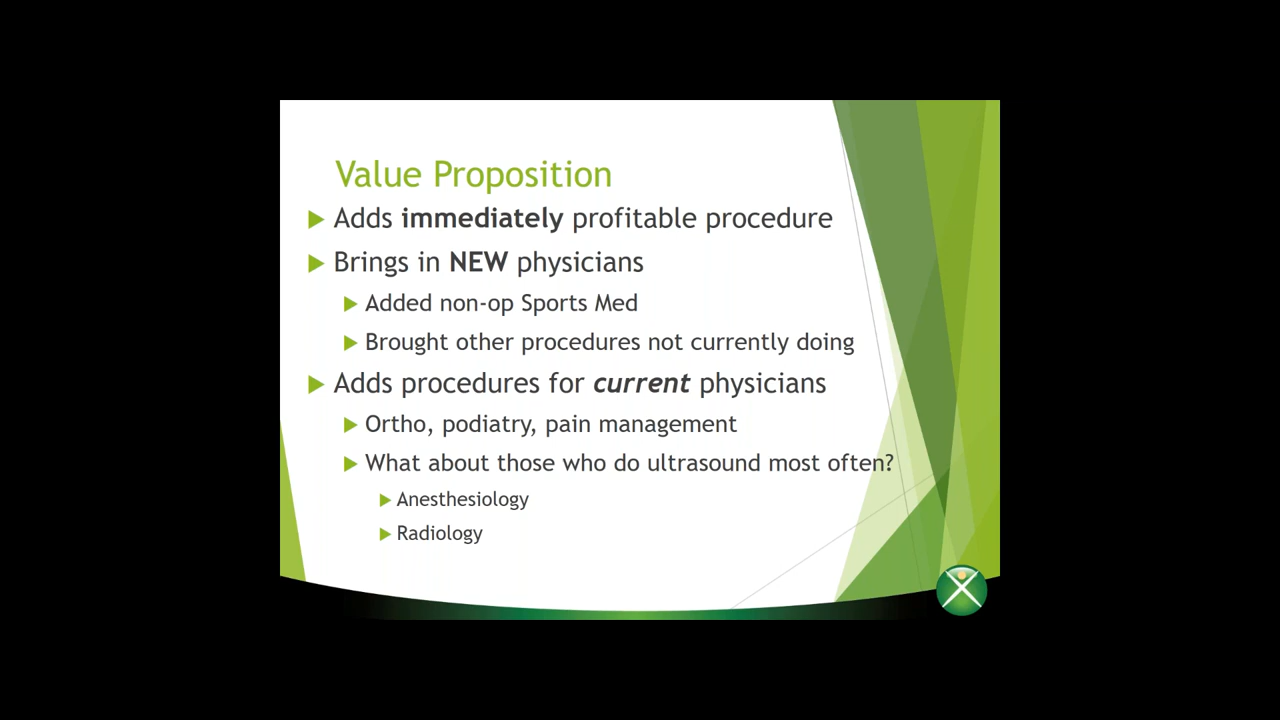 Value Proposition
Adds immediately profitable procedure
Brings in NEW physicians
Added non-op Sports Med
Brought other procedures not currently doing
Adds procedures for current physicians
Ortho, podiatry, pain management
What about those who do ultrasound most often?
Anesthesiology
Radiology